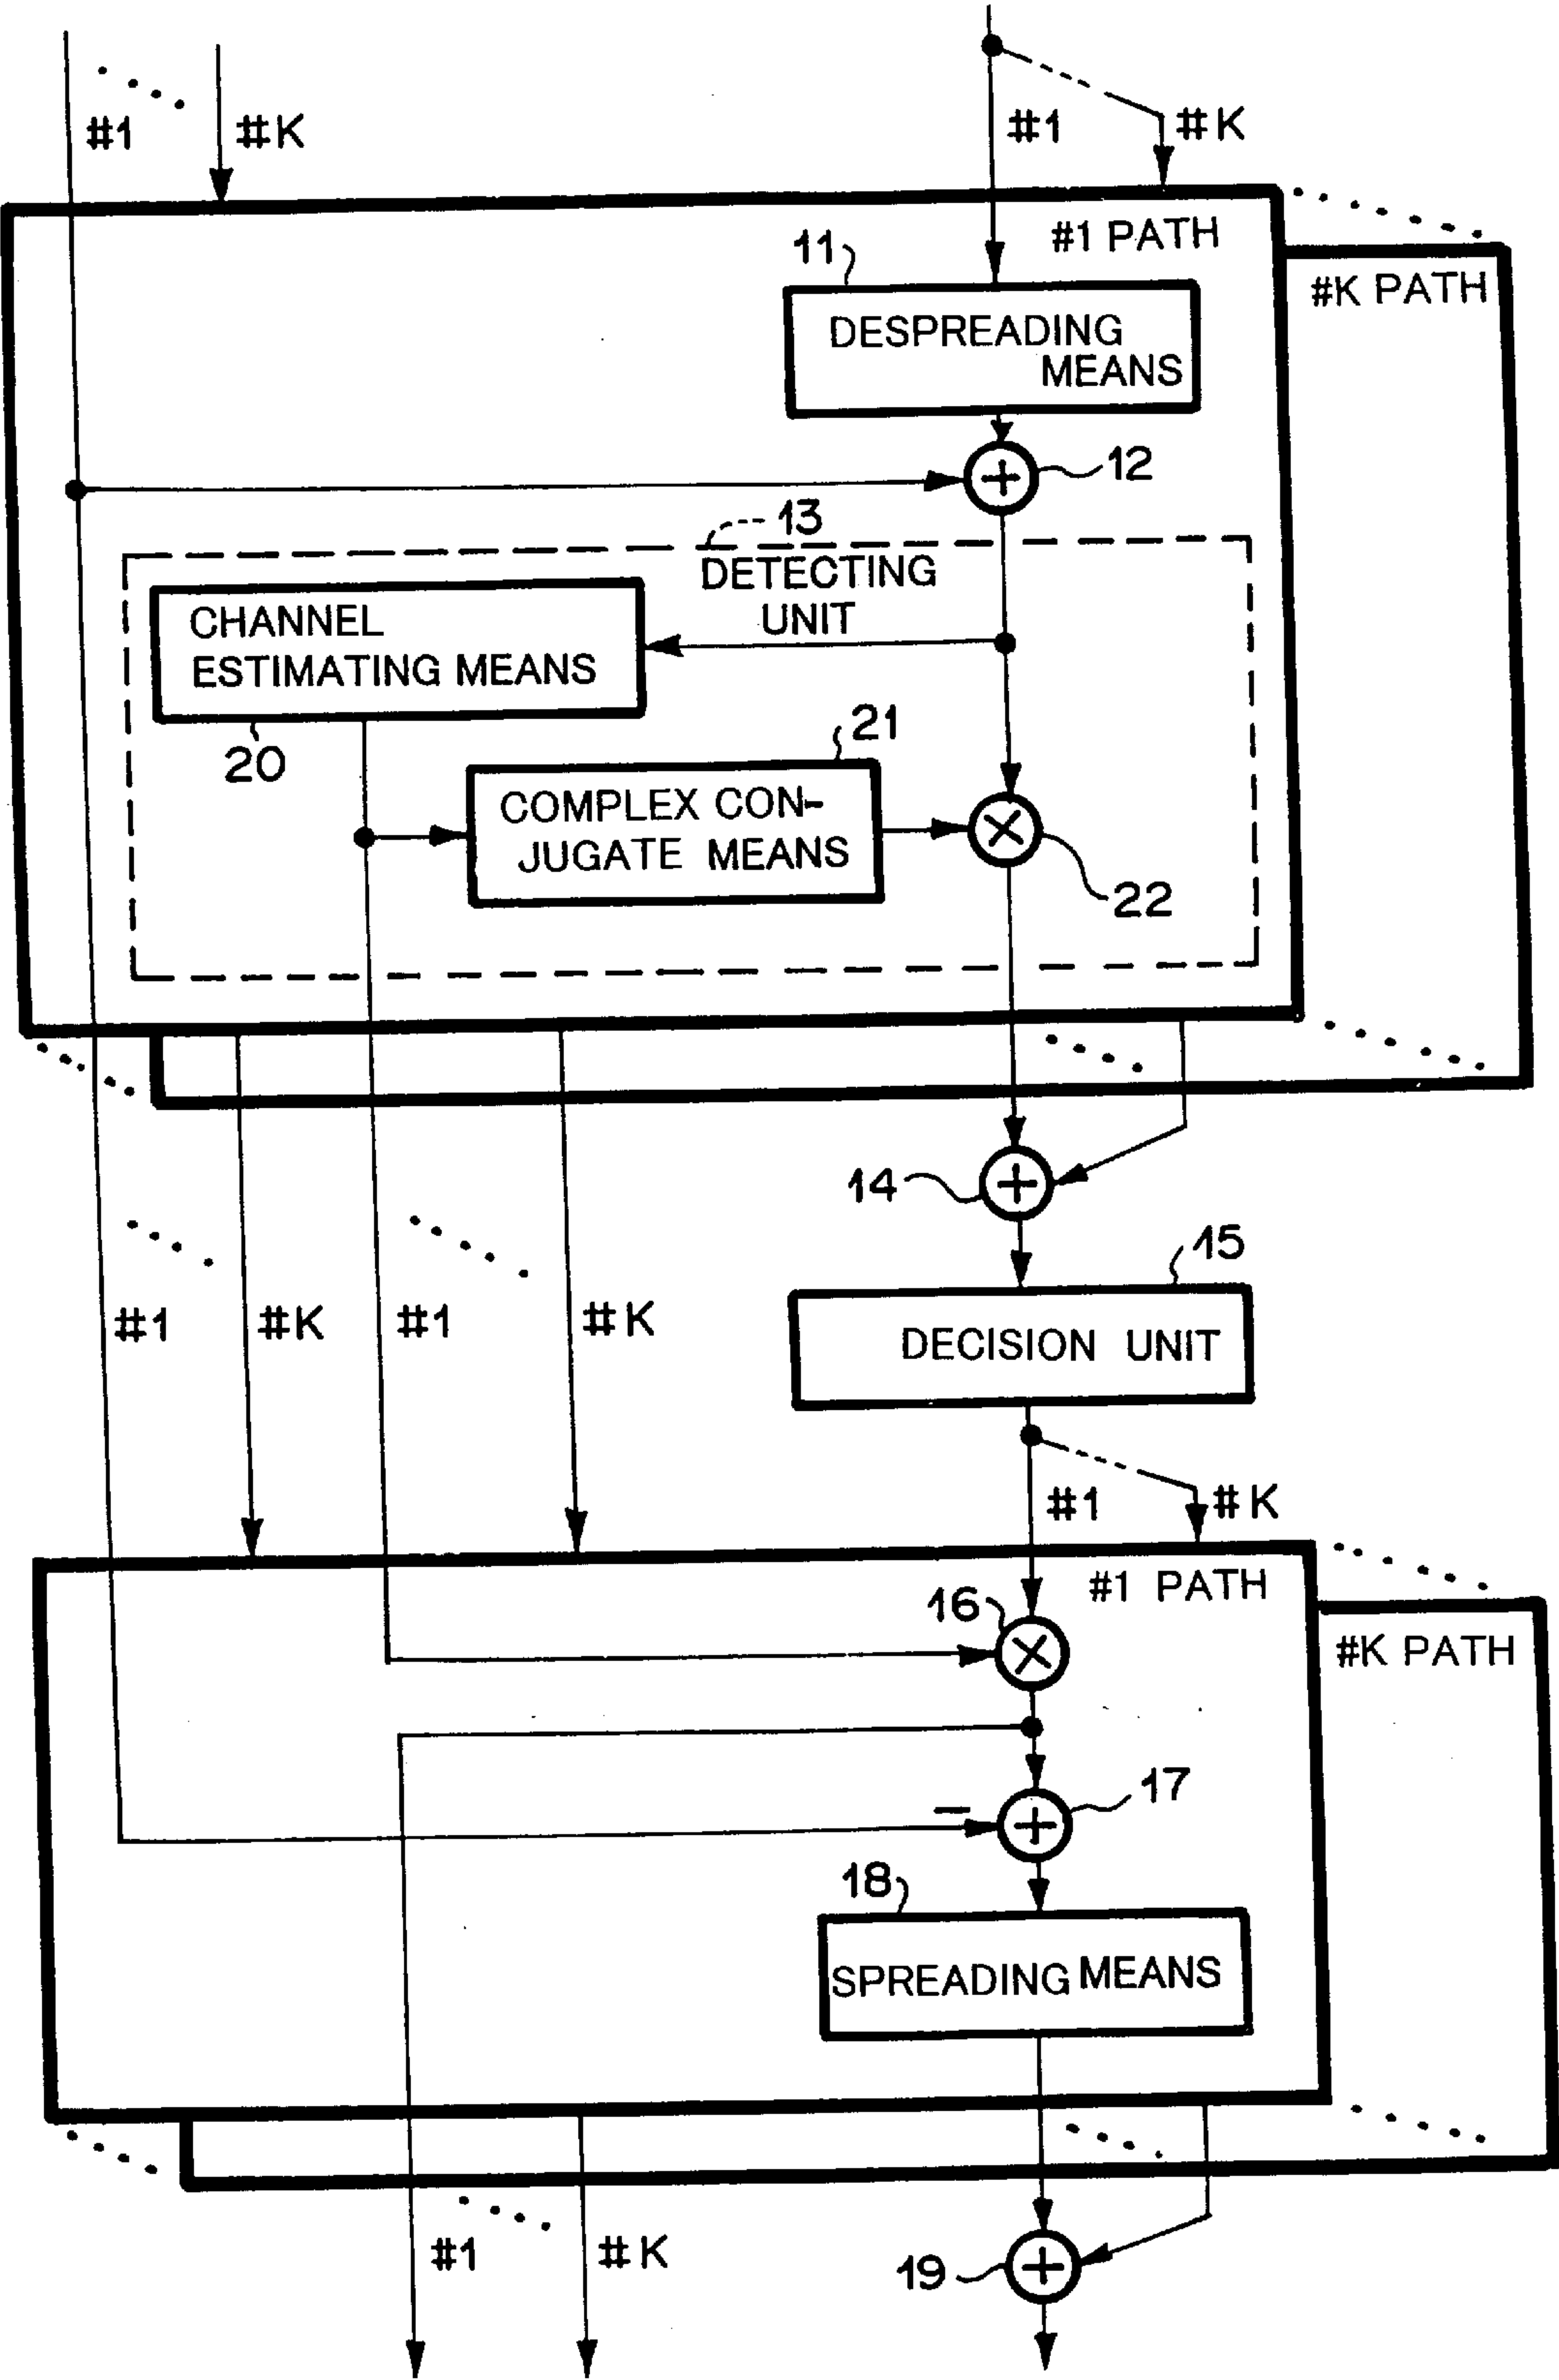 #1
#K
#1
#K
#1 PATH
#K PATH
11
DESPREADING
MEANS
12
13
DETECTING
UNIT
CHANNEL
ESTIMATING MEANS
20
21
COMPLEX CON-
JUGATE MEANS
22
14
15
#1
#K
#1
#K
DECISION UNIT
#1
#K
#1 PATH
#K PATH
16
17
18
SPREADING MEANS
#1
#K
19